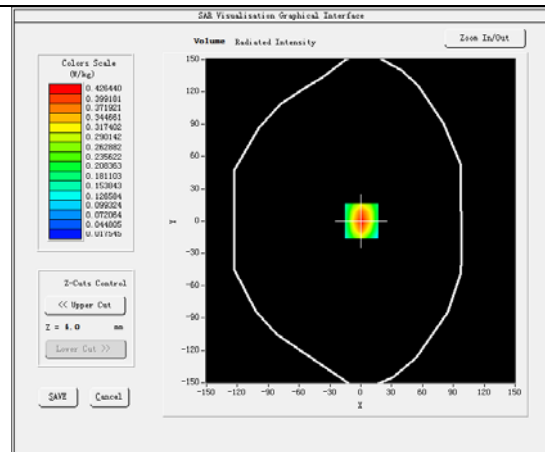 SAR Visualisation Graphical Interface
Volume Radiated Intensity
Zoom In/Out
Colors Scale
(W/kg)
0.426440
0.399181
0.371921
0.344661
0.317402
0.290142
0.262882
0.235622
0.208363
0.181103
0.153843
0.126584
0.099324
0.072064
0.044805
0.017545
Z-Cuts Control
<< Upper Cut
Z = 4.0 mm
Lower Cut >>
SAVE
Cancel
150
120
90
60
30
0
-30
-60
-90
-120
-150
Y
-150 -120 -90 -60 -30 0 30 60 90 120 150
X